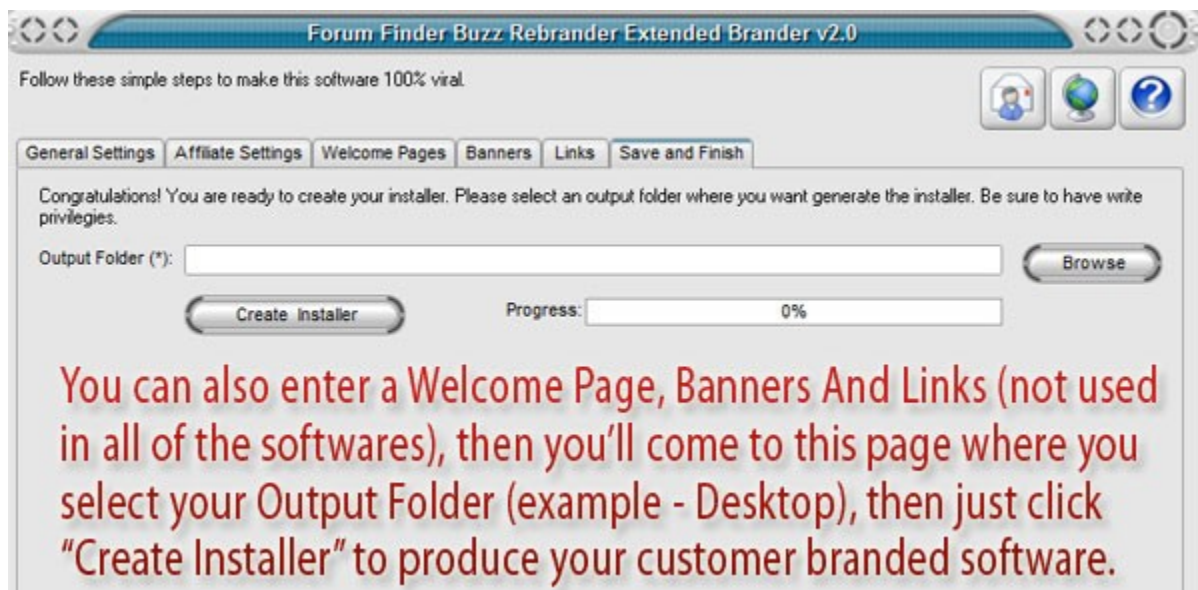 Forum Finder Buzz Rebrander Extended Brander v2.0
Follow these simple steps to make this software 100% viral.
General Settings Affiliate Settings Welcome Pages Banners Links Save and Finish
Congratulations! You are ready to create your installer. Please select an output folder where you want generate the installer. Be sure to have write
privilegies.
Output Folder (*): Browse
Create Installer Progress: 0%
You can also enter a Welcome Page, Banners And Links (not used
in all of the softwares), then you'll come to this page where you
select your Output Folder (example - Desktop), then just click
"Create Installer" to produce your customer branded software.